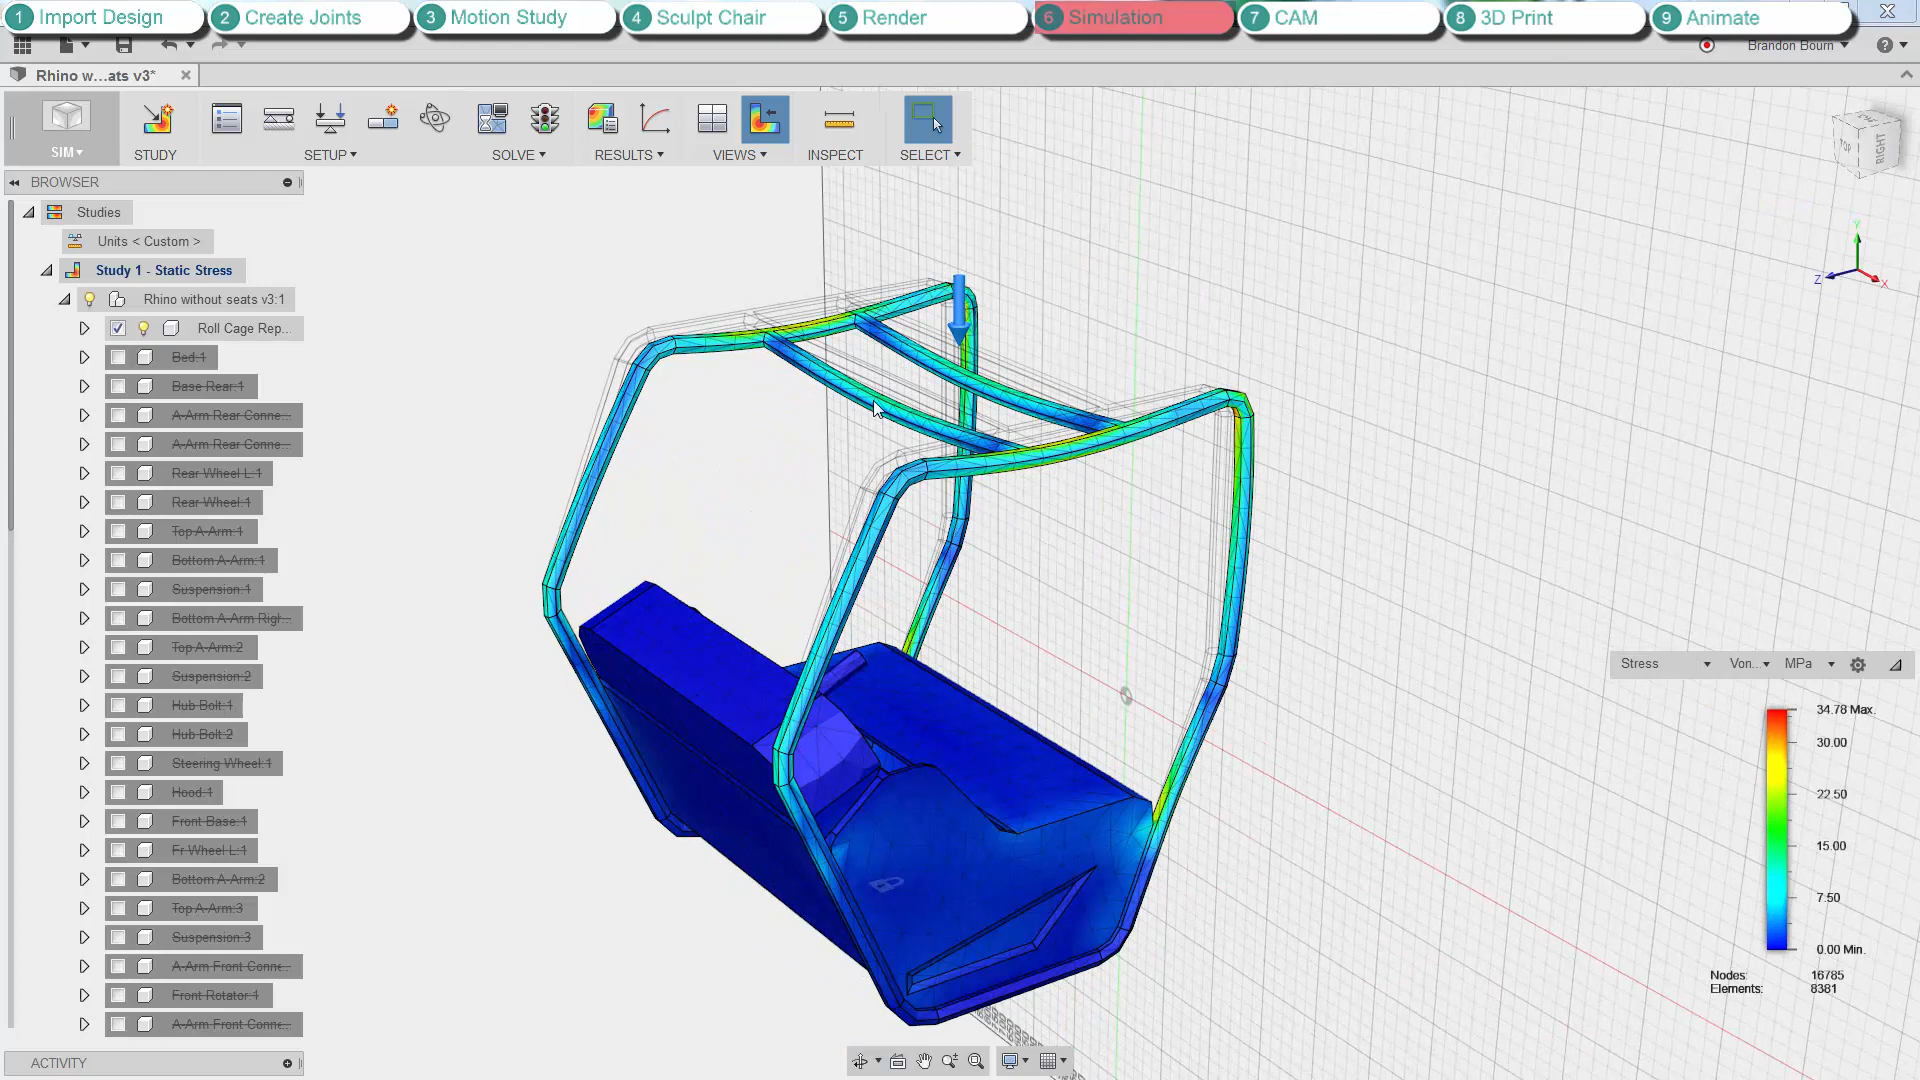 1 Import Design
2 Create Joints
3 Motion Study
4 Sculpt Chair
5 Render
6 Simulation
7 CAM
8 3D Print
9 Animate
Brandon Bourn
Rhino w...ats v3*
SIM
STUDY
SETUP
SOLVE
RESULTS
VIEWS
INSPECT
SELECT
TOP
RIGHT
BROWSER
Studies
Units < Custom >
Study 1 - Static Stress
Rhino without seats v3:1
Roll Cage Rep...
Bed:1
Base Rear:1
A-Arm Rear Conne...
A-Arm Rear Conne...
Rear Wheel L:1
Rear Wheel:1
Top A-Arm:1
Bottom A-Arm:1
Suspension:1
Bottom A-Arm Righ...
Top A-Arm:2
Suspension:2
Hub Bolt:1
Hub Bolt:2
Steering Wheel:1
Hood:1
Front Base:1
Fr Wheel L:1
Bottom A-Arm:2
Top A-Arm:3
Suspension:3
A-Arm Front Conne...
Front Rotator:1
A-Arm Front Conne...
Y
Z
X
Stress Von... MPa
34.78 Max.
30.00
22.50
15.00
7.50
0.00 Min.
Nodes: 16785
Elements: 8381
ACTIVITY